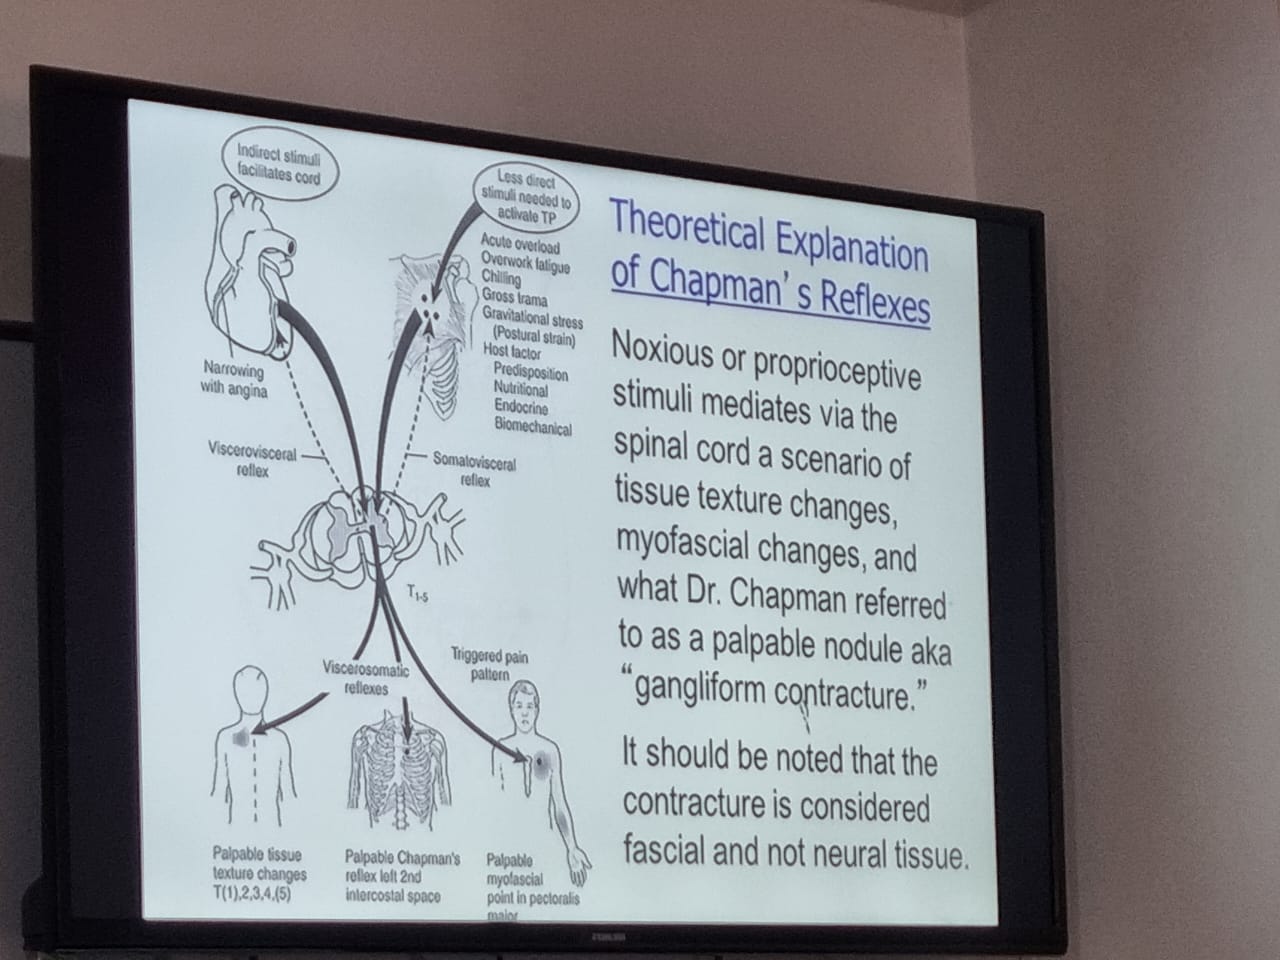 Indirect stimuli
facilitates cord
Less direct
stimuli needed to
activate TP
Acute overload
Overwork fatigue
Chilling
Gross trama
Gravitational stress
(Postural strain)
Host factor
Predisposition
Nutritional
Endocrine
Biomechanical
Narrowing
with angina
Viscerovisceral
reflex
Somatovisceral
reflex
T1-5
Viscerosomatic
reflexes
Triggered pain
pattern
Palpable tissue
texture changes
T(1),2,3,4,(5)
Palpable Chapman's
reflex left 2nd
intercostal space
Palpable
myofascial
point in pectoralis
major
Theoretical Explanation
of Chapman's Reflexes
Noxious or proprioceptive
stimuli mediates via the
spinal cord a scenario of
tissue texture changes,
myofascial changes, and
what Dr. Chapman referred
to as a palpable nodule aka
“gangliform contracture.”
It should be noted that the
contracture is considered
fascial and not neural tissue.